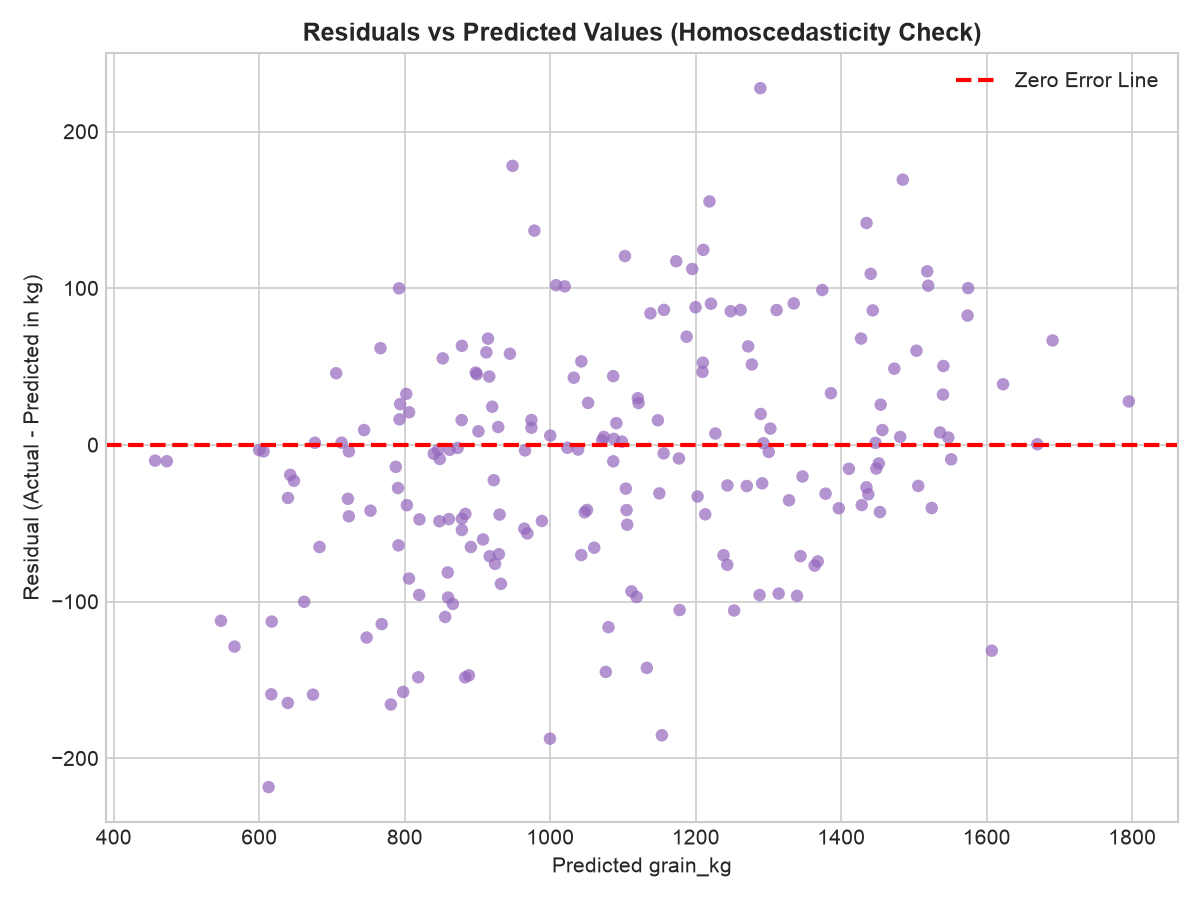 Residuals vs Predicted Values (Homoscedasticity Check)
Zero Error Line
Residual (Actual - Predicted in kg)
200
100
0
−100
−200
400 600 800 1000 1200 1400 1600 1800
Predicted grain_kg